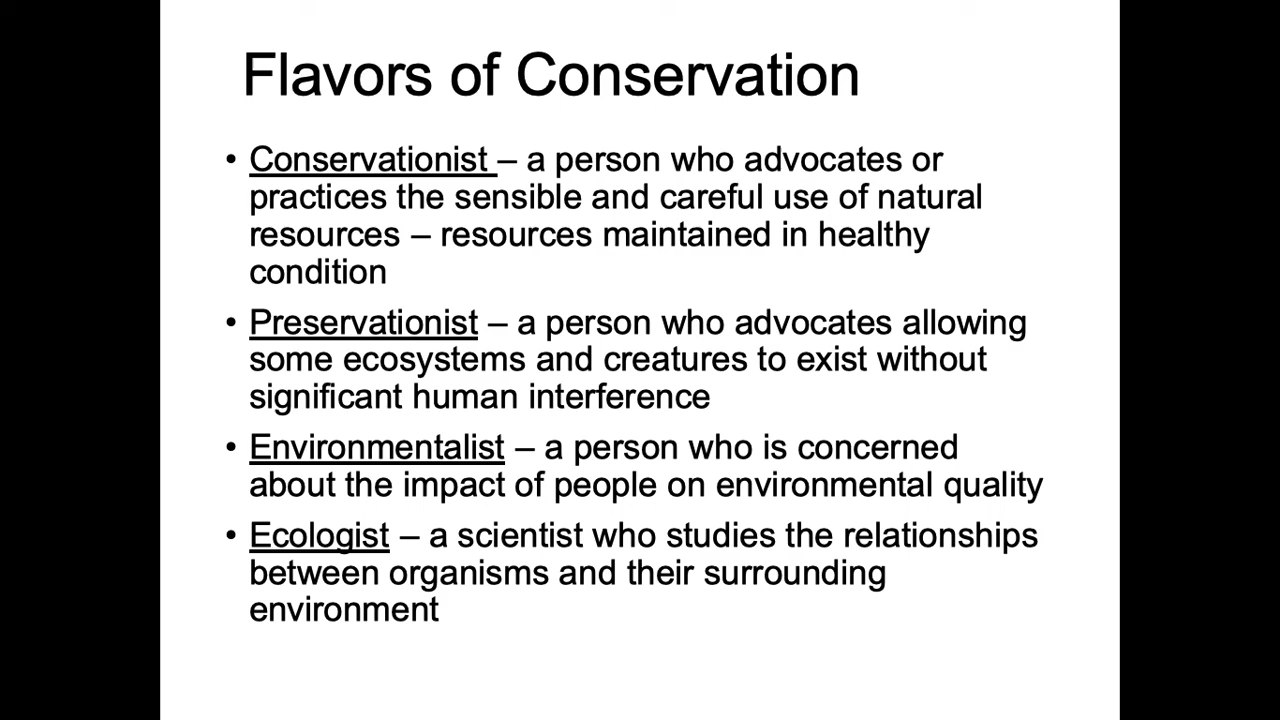 Flavors of Conservation
• Conservationist – a person who advocates or
practices the sensible and careful use of natural
resources – resources maintained in healthy
condition
• Preservationist – a person who advocates allowing
some ecosystems and creatures to exist without
significant human interference
• Environmentalist – a person who is concerned
about the impact of people on environmental quality
• Ecologist – a scientist who studies the relationships
between organisms and their surrounding
environment